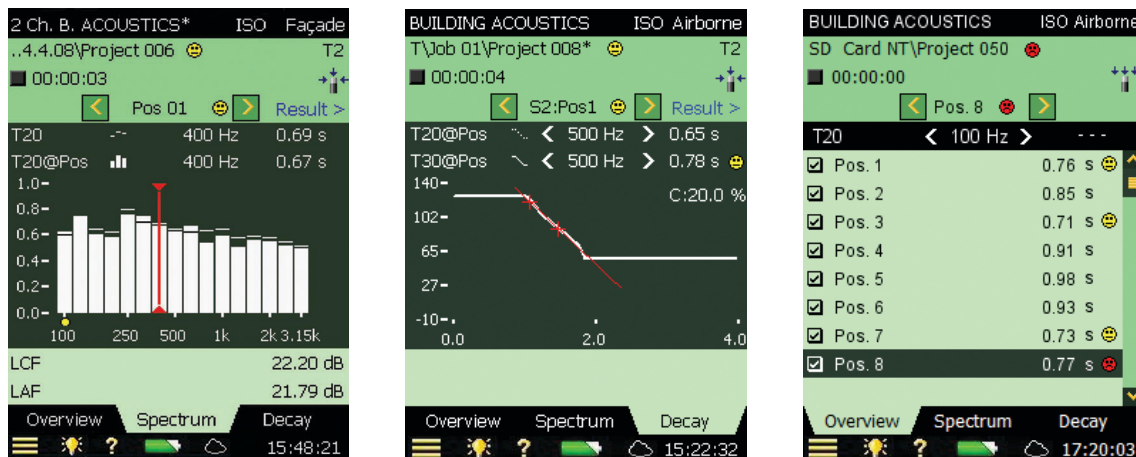 2 Ch. B. ACOUSTICS* ISO Façade
..4.4.08\Project 006 T2
00:00:03
< Pos 01 > Result >
T20 400 Hz 0.69 s
T20@Pos 400 Hz 0.67 s
1.0-
0.8-
0.6-
0.4-
0.2-
0.0-
100 250 500 1k 2k 3.15k
LCF 22.20 dB
LAF 21.79 dB
Overview Spectrum Decay
? 15:48:21
BUILDING ACOUSTICS ISO Airborne
T\Job 01\Project 008* T2
00:00:04
< S2:Pos1 > Result >
T20@Pos < 500 Hz > 0.65 s
T30@Pos < 500 Hz > 0.78 s
140-
C:20.0 %
102-
65-
27-
-10-
0.0 2.0 4.0
Overview Spectrum Decay
? 15:22:32
BUILDING ACOUSTICS ISO Airborne
SD Card NT\Project 050
00:00:00
< Pos. 8 >
T20 < 100 Hz > - - -
Pos. 1 0.76 s
Pos. 2 0.85 s
Pos. 3 0.71 s
Pos. 4 0.91 s
Pos. 5 0.98 s
Pos. 6 0.93 s
Pos. 7 0.73 s
Pos. 8 0.77 s
Overview Spectrum Decay
? 17:20:03